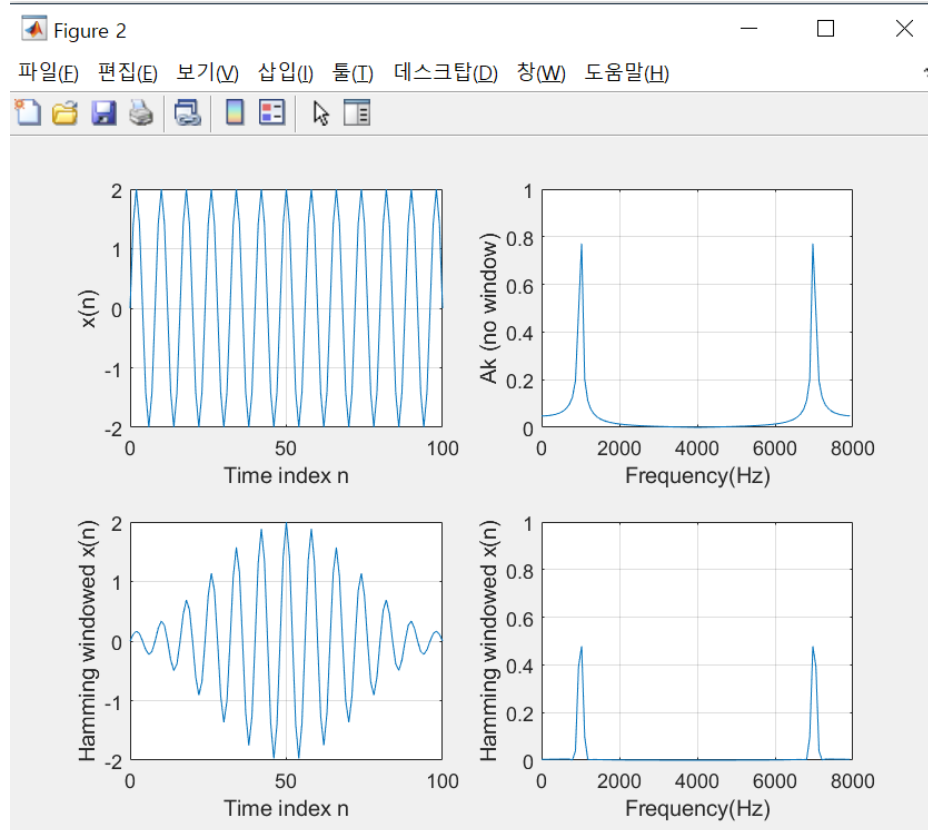 Figure 2
파일(F) 편집(E) 보기(V) 삽입(I) 툴(T) 데스크탑(D) 창(W) 도움말(H)
2
1
0
-1
-2
x(n)
0 50 100
Time index n
1
0.8
0.6
0.4
0.2
0
Ak (no window)
0 2000 4000 6000 8000
Frequency(Hz)
2
1
0
-1
-2
Hamming windowed x(n)
0 50 100
Time index n
1
0.8
0.6
0.4
0.2
0
Hamming windowed x(n)
0 2000 4000 6000 8000
Frequency(Hz)